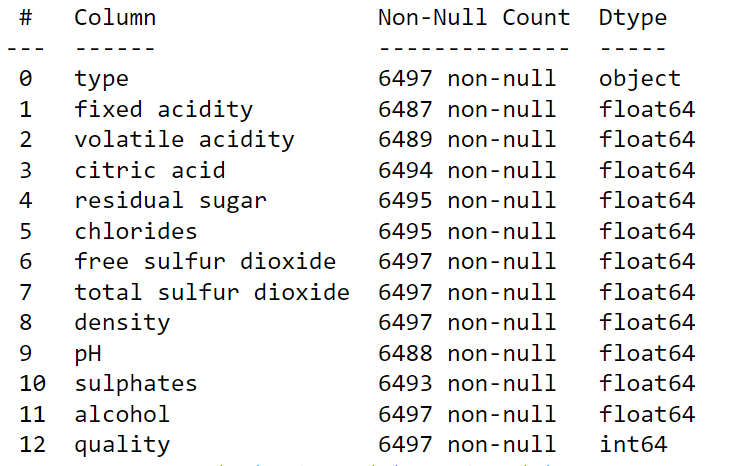 #   Column                Non-Null Count  Dtype
---  ------                --------------  -----
 0   type                  6497 non-null   object
 1   fixed acidity         6487 non-null   float64
 2   volatile acidity      6489 non-null   float64
 3   citric acid           6494 non-null   float64
 4   residual sugar        6495 non-null   float64
 5   chlorides             6495 non-null   float64
 6   free sulfur dioxide   6497 non-null   float64
 7   total sulfur dioxide  6497 non-null   float64
 8   density               6497 non-null   float64
 9   pH                    6488 non-null   float64
 10  sulphates             6493 non-null   float64
 11  alcohol               6497 non-null   float64
 12  quality               6497 non-null   int64